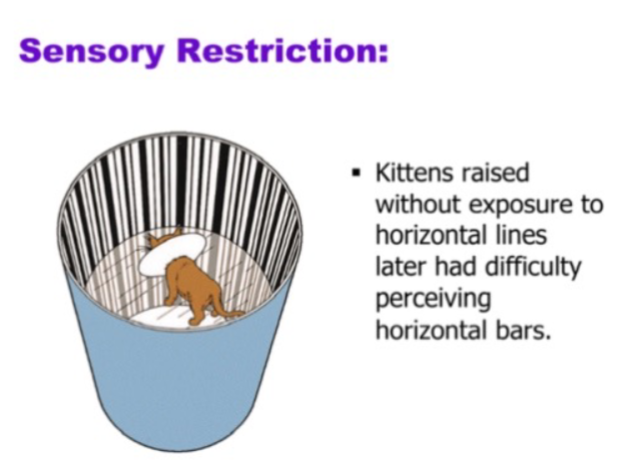 Sensory Restriction:
▪ Kittens raised
without exposure to
horizontal lines
later had difficulty
perceiving
horizontal bars.